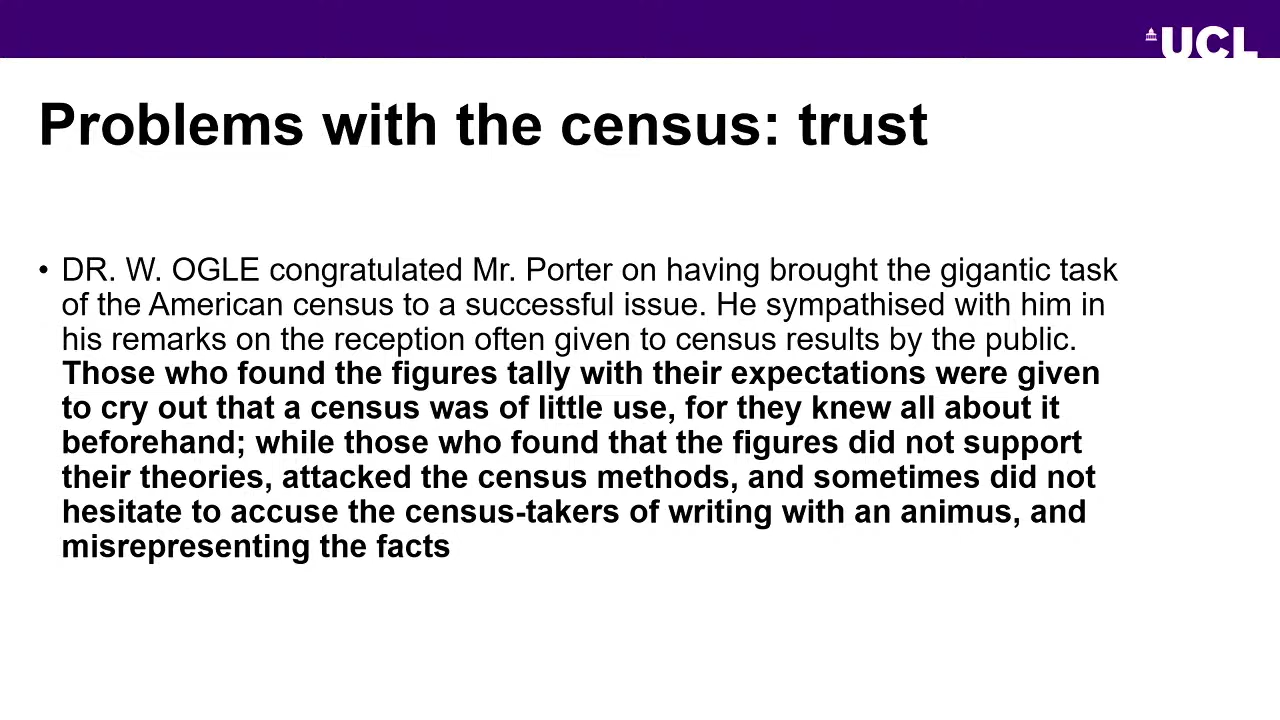 UCL
Problems with the census: trust
• DR. W. OGLE congratulated Mr. Porter on having brought the gigantic task
of the American census to a successful issue. He sympathised with him in
his remarks on the reception often given to census results by the public.
Those who found the figures tally with their expectations were given
to cry out that a census was of little use, for they knew all about it
beforehand; while those who found that the figures did not support
their theories, attacked the census methods, and sometimes did not
hesitate to accuse the census-takers of writing with an animus, and
misrepresenting the facts